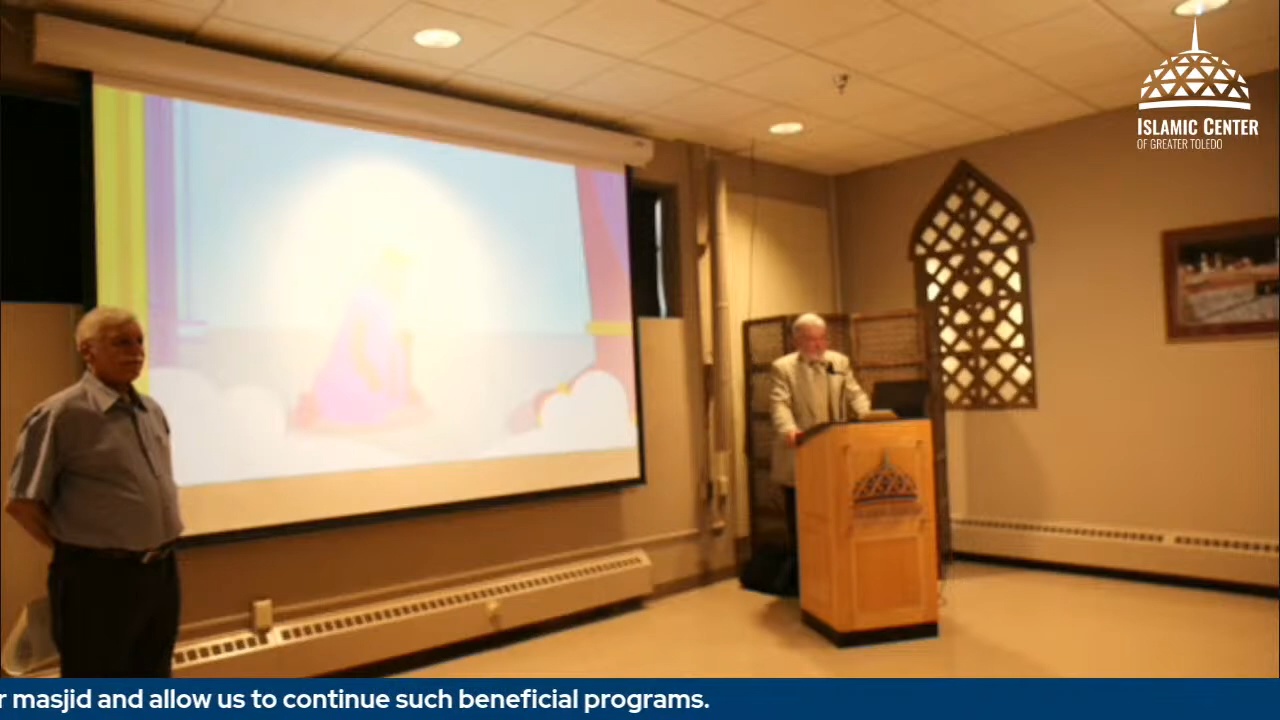 ISLAMIC CENTER
OF GREATER TOLEDO
r masjid and allow us to continue such beneficial programs.